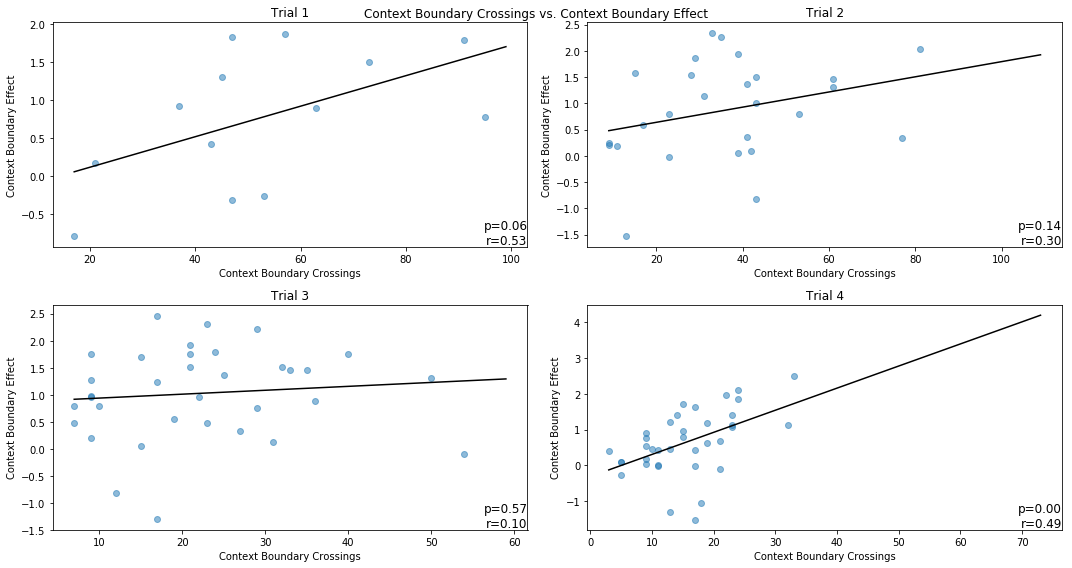 Context Boundary Crossings vs. Context Boundary Effect
Trial 1
Context Boundary Effect
2.0
1.5
1.0
0.5
0.0
−0.5
p=0.06
r=0.53
20
40
60
80
100
Context Boundary Crossings
Trial 2
Context Boundary Effect
2.5
2.0
1.5
1.0
0.5
0.0
−0.5
−1.0
−1.5
p=0.14
r=0.30
20
40
60
80
100
Context Boundary Crossings
Trial 3
Context Boundary Effect
2.5
2.0
1.5
1.0
0.5
0.0
−0.5
−1.0
−1.5
p=0.57
r=0.10
10
20
30
40
50
60
Context Boundary Crossings
Trial 4
Context Boundary Effect
4
3
2
1
0
−1
p=0.00
r=0.49
0
10
20
30
40
50
60
70
Context Boundary Crossings